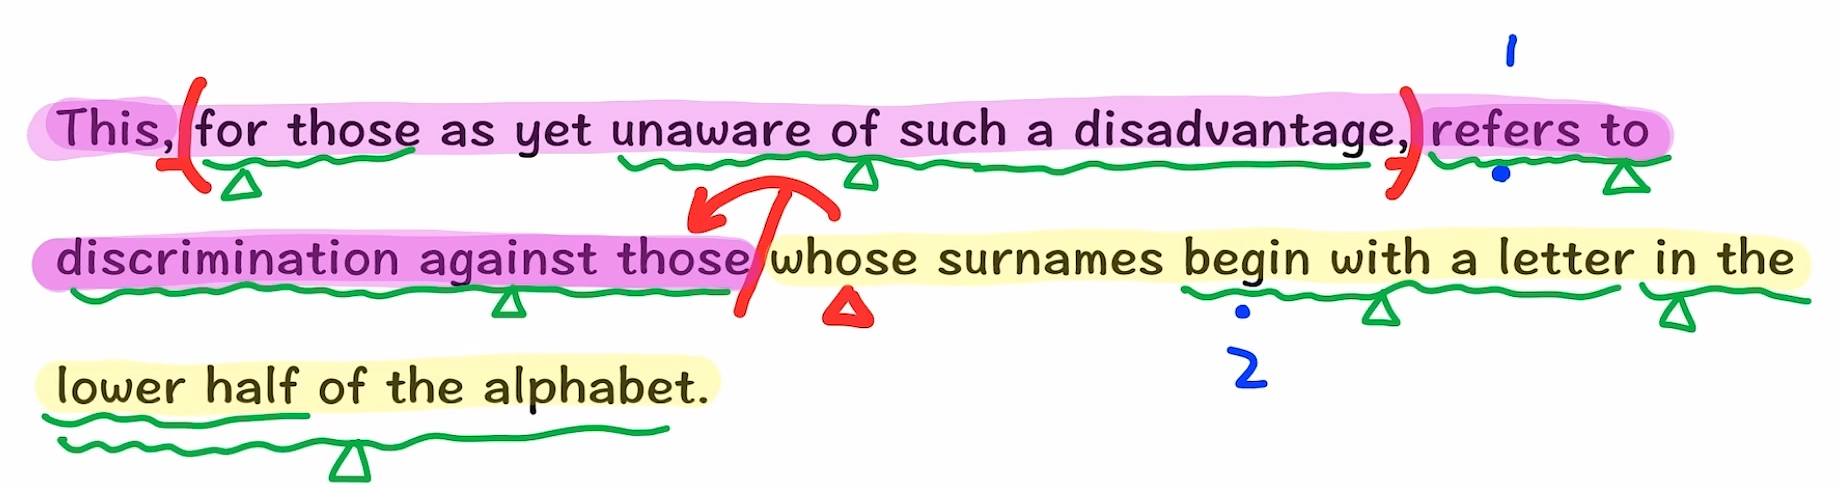 1
This, (for those as yet unaware of such a disadvantage,) refers to
discrimination against those / whose surnames begin with a letter in the
2
lower half of the alphabet.